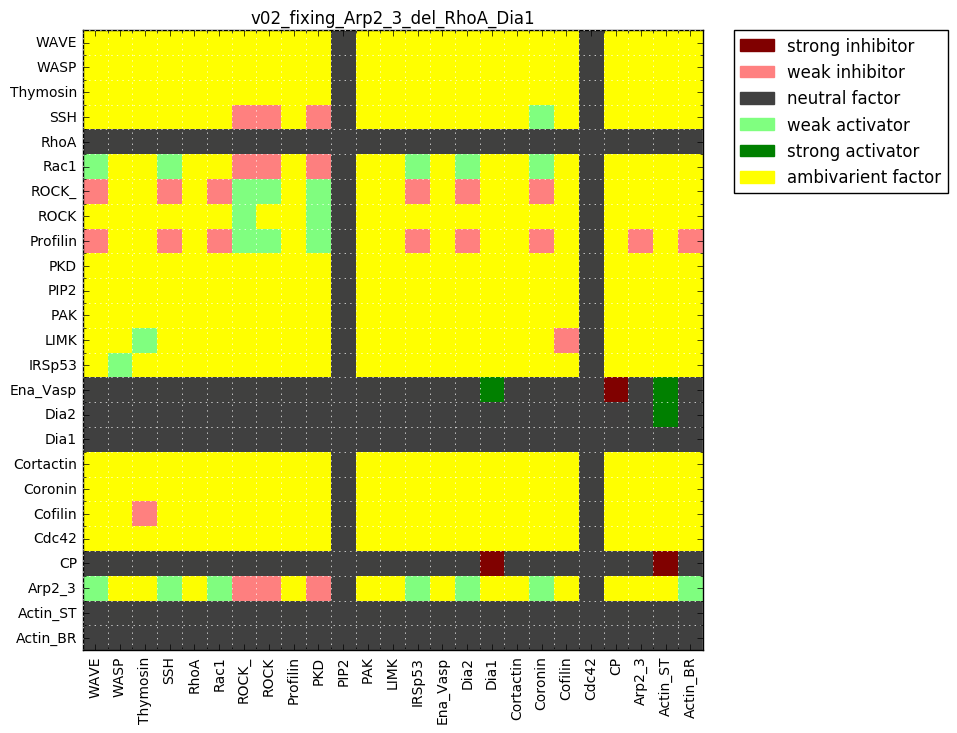 v02_fixing_Arp2_3_del_RhoA_Dia1
WAVE
WASP
Thymosin
SSH
RhoA
Rac1
ROCK_
ROCK
Profilin
PKD
PIP2
PAK
LIMK
IRSp53
Ena_Vasp
Dia2
Dia1
Cortactin
Coronin
Cofilin
Cdc42
CP
Arp2_3
Actin_ST
Actin_BR
WAVE
WASP
Thymosin
SSH
RhoA
Rac1
ROCK_
ROCK
Profilin
PKD
PIP2
PAK
LIMK
IRSp53
Ena_Vasp
Dia2
Dia1
Cortactin
Coronin
Cofilin
Cdc42
CP
Arp2_3
Actin_ST
Actin_BR
strong inhibitor
weak inhibitor
neutral factor
weak activator
strong activator
ambivarient factor